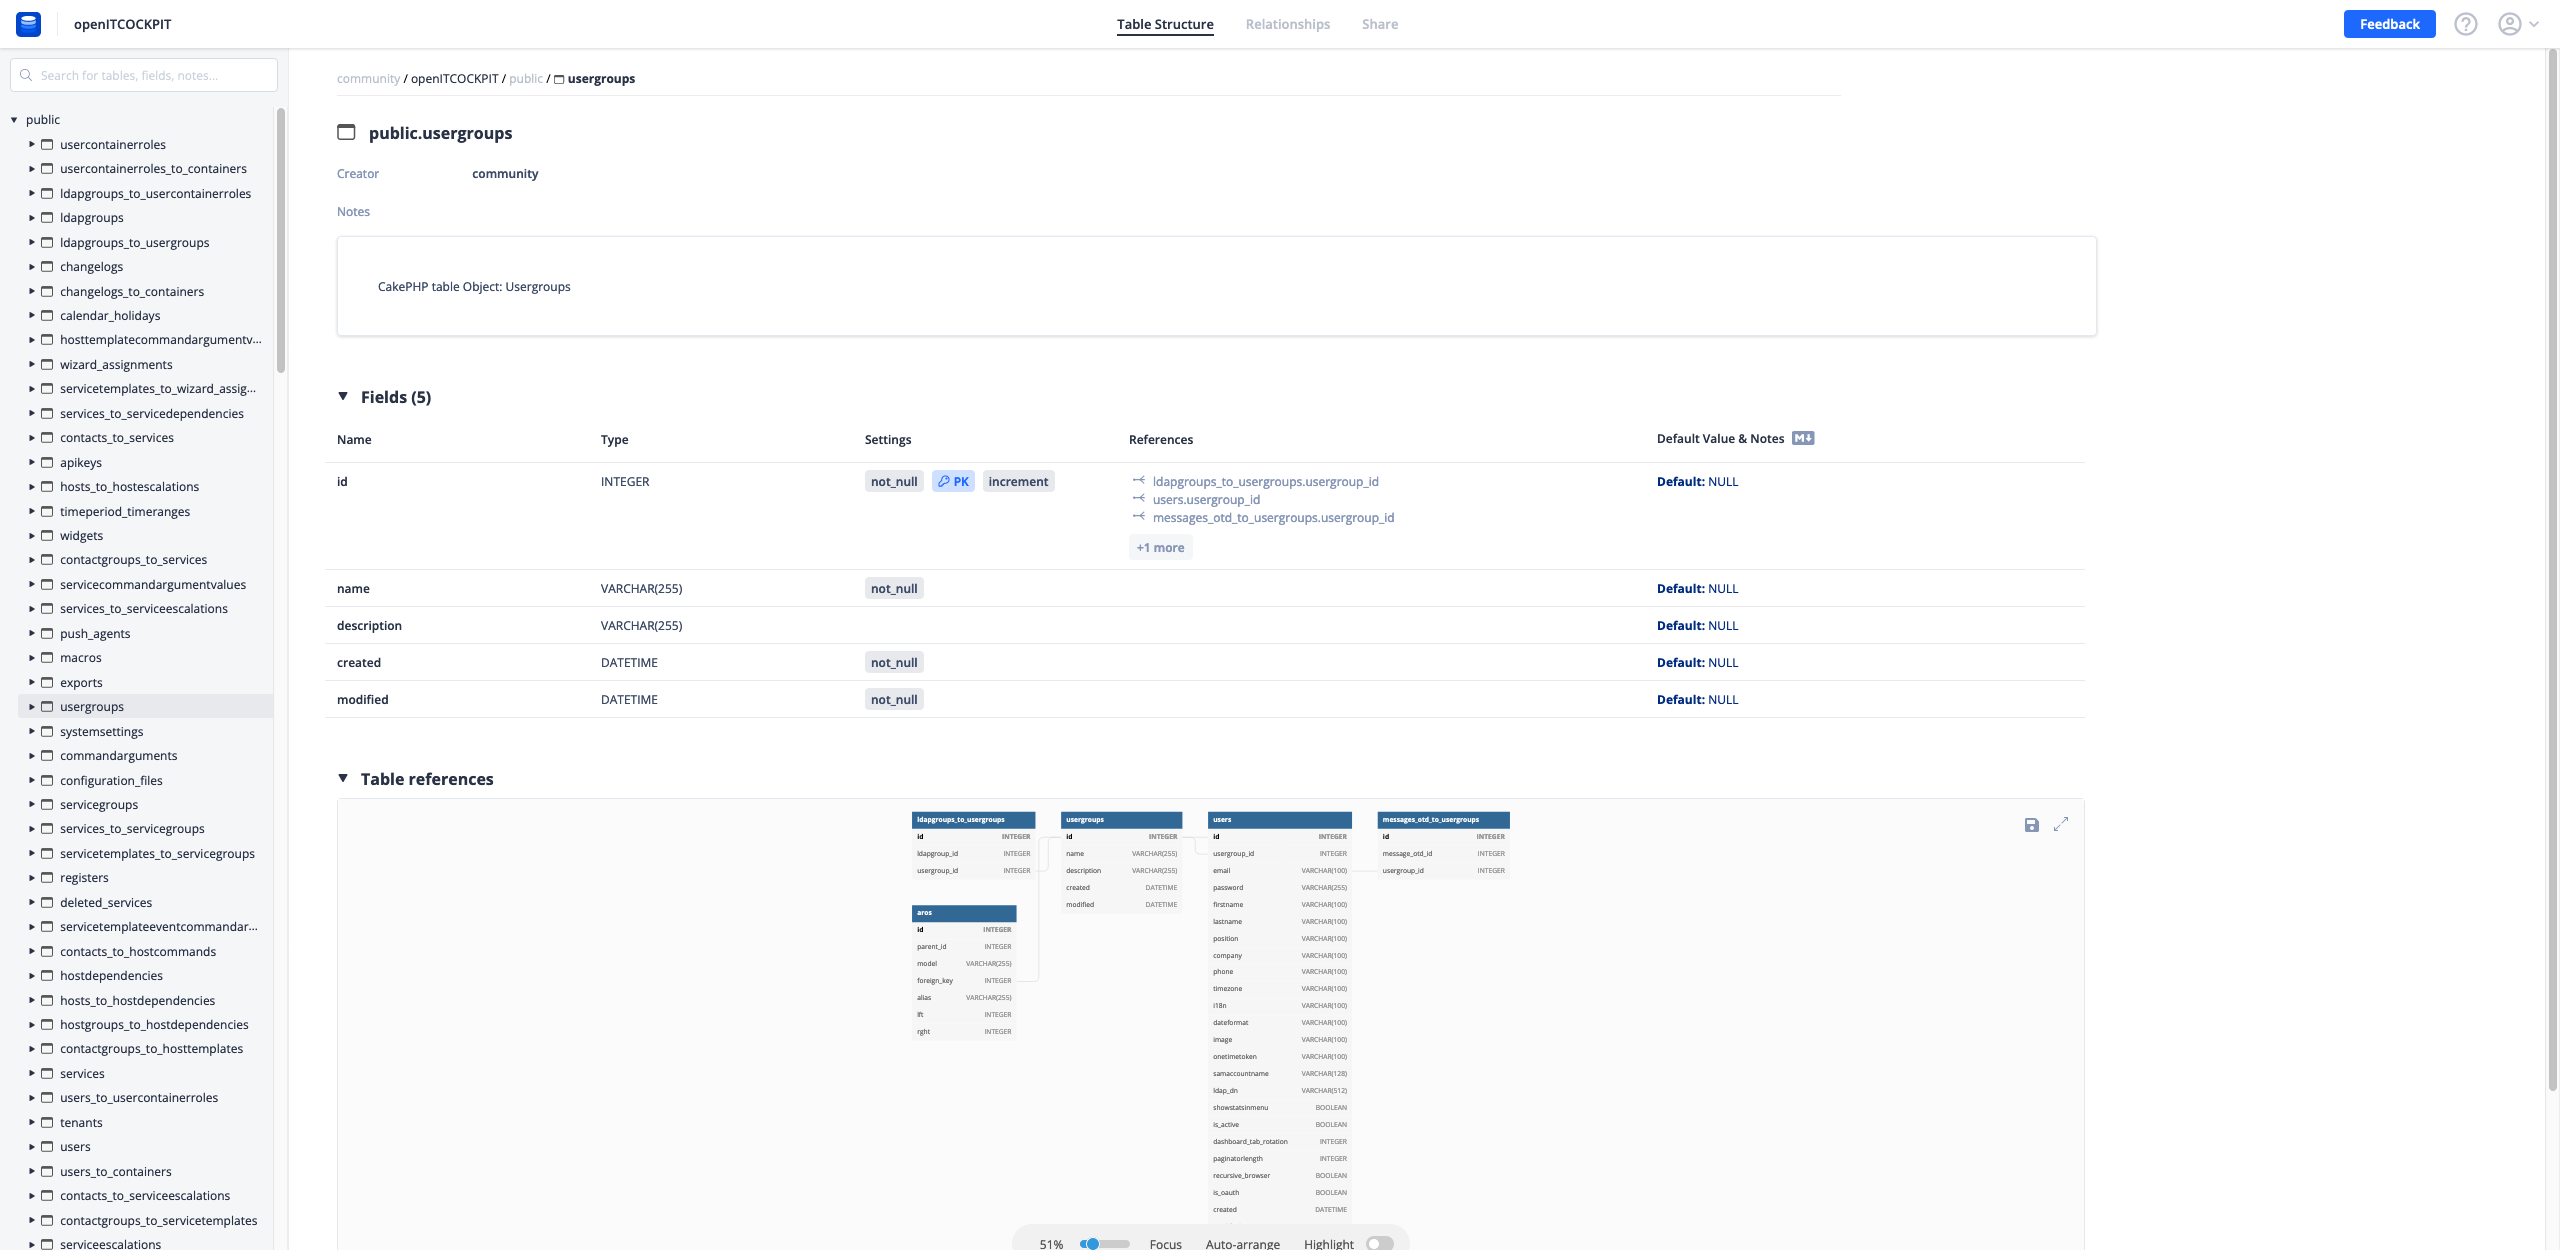 openITCOCKPIT
Table Structure
Relationships
Share
Feedback
Search for tables, fields, notes...
public
usercontainerroles
usercontainerroles_to_containers
ldapgroups_to_usercontainerroles
ldapgroups
ldapgroups_to_usergroups
changelogs
changelogs_to_containers
calendar_holidays
hosttemplatecommandargumentv...
wizard_assignments
servicetemplates_to_wizard_assig...
services_to_servicedependencies
contacts_to_services
apikeys
hosts_to_hostescalations
timeperiod_timeranges
widgets
contactgroups_to_services
servicecommandargumentvalues
services_to_serviceescalations
push_agents
macros
exports
usergroups
systemsettings
commandarguments
configuration_files
servicegroups
services_to_servicegroups
servicetemplates_to_servicegroups
registers
deleted_services
servicetemplateeventcommandar...
contacts_to_hostcommands
hostdependencies
hosts_to_hostdependencies
hostgroups_to_hostdependencies
contactgroups_to_hosttemplates
services
users_to_usercontainerroles
tenants
users
users_to_containers
contacts_to_serviceescalations
contactgroups_to_servicetemplates
serviceescalations
community / openITCOCKPIT / public / usergroups
public.usergroups
Creator community
Notes
CakePHP table Object: Usergroups
Fields (5)
Name Type Settings References Default Value & Notes M
id INTEGER not_null PK increment ldapgroups_to_usergroups.usergroup_id Default: NULL
users.usergroup_id
messages_otd_to_usergroups.usergroup_id
+1 more
name VARCHAR(255) not_null Default: NULL
description VARCHAR(255) Default: NULL
created DATETIME not_null Default: NULL
modified DATETIME not_null Default: NULL
Table references
ldapgroups_to_usergroups
id INTEGER
ldapgroup_id INTEGER
usergroup_id INTEGER
aros
id INTEGER
parent_id INTEGER
model VARCHAR(255)
foreign_key INTEGER
alias VARCHAR(255)
lft INTEGER
rght INTEGER
usergroups
id INTEGER
name VARCHAR(255)
description VARCHAR(255)
created DATETIME
modified DATETIME
users
id INTEGER
usergroup_id INTEGER
email VARCHAR(100)
password VARCHAR(255)
firstname VARCHAR(100)
lastname VARCHAR(100)
position VARCHAR(100)
company VARCHAR(100)
phone VARCHAR(100)
timezone VARCHAR(100)
i18n VARCHAR(100)
dateformat VARCHAR(100)
image VARCHAR(100)
onetimetoken VARCHAR(100)
samaccountname VARCHAR(128)
ldap_dn VARCHAR(512)
showstatsinmenu BOOLEAN
is_active BOOLEAN
dashboard_tab_rotation INTEGER
paginatorlength INTEGER
recursive_browser BOOLEAN
is_oauth BOOLEAN
created DATETIME
messages_otd_to_usergroups
id INTEGER
message_otd_id INTEGER
usergroup_id INTEGER
51% Focus Auto-arrange Highlight